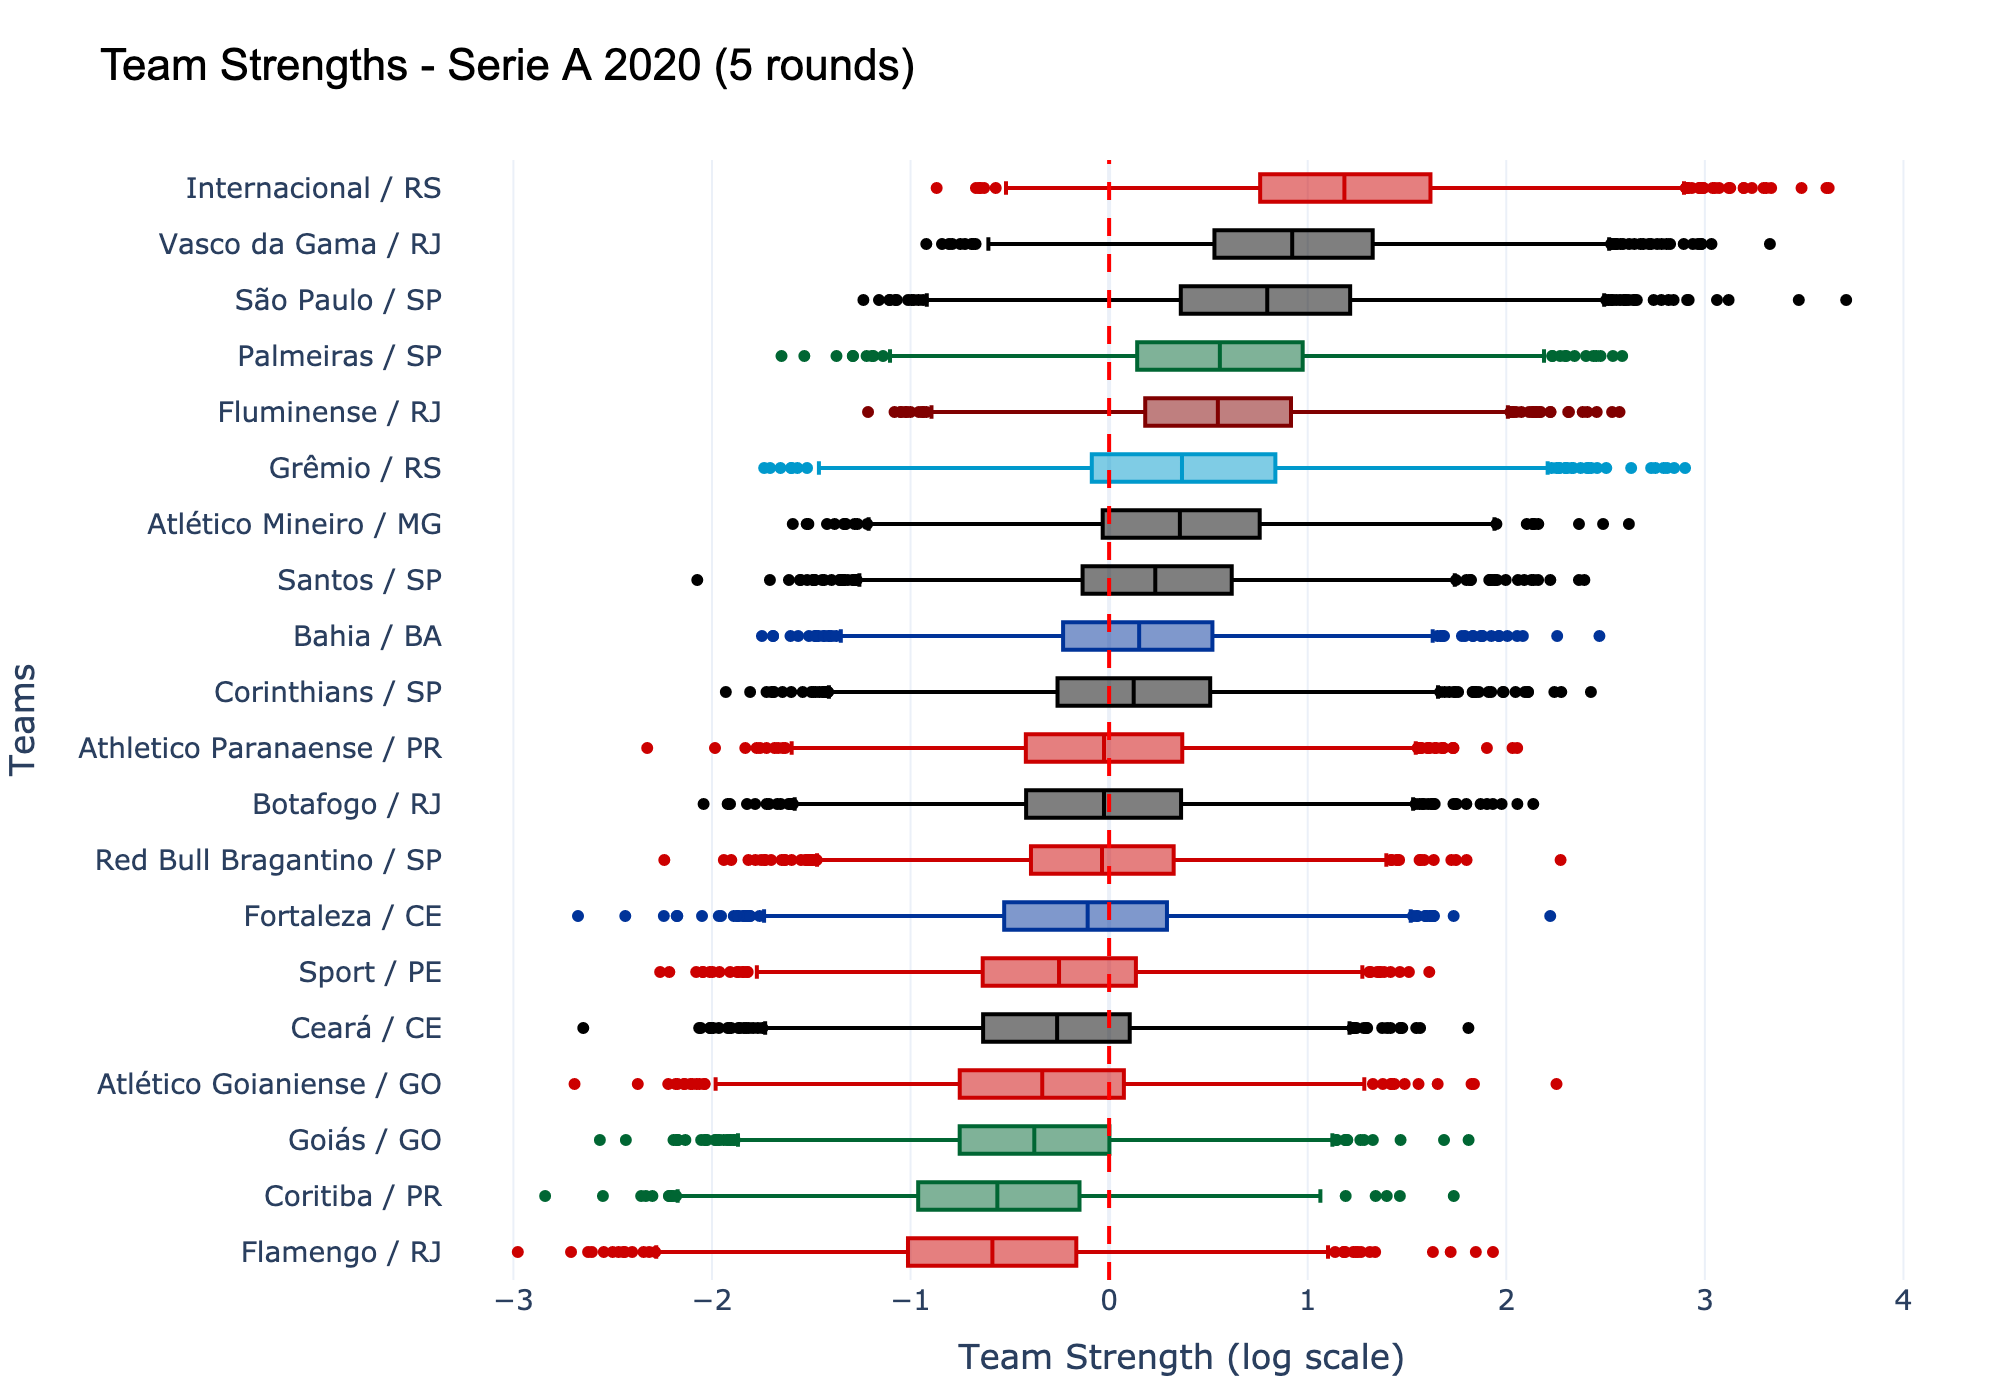 Team Strengths - Serie A 2020 (5 rounds)
Internacional / RS
Vasco da Gama / RJ
São Paulo / SP
Palmeiras / SP
Fluminense / RJ
Grêmio / RS
Atlético Mineiro / MG
Santos / SP
Bahia / BA
Corinthians / SP
Athletico Paranaense / PR
Botafogo / RJ
Red Bull Bragantino / SP
Fortaleza / CE
Sport / PE
Ceará / CE
Atlético Goianiense / GO
Goiás / GO
Coritiba / PR
Flamengo / RJ
Teams
−3 −2 −1 0 1 2 3 4
Team Strength (log scale)